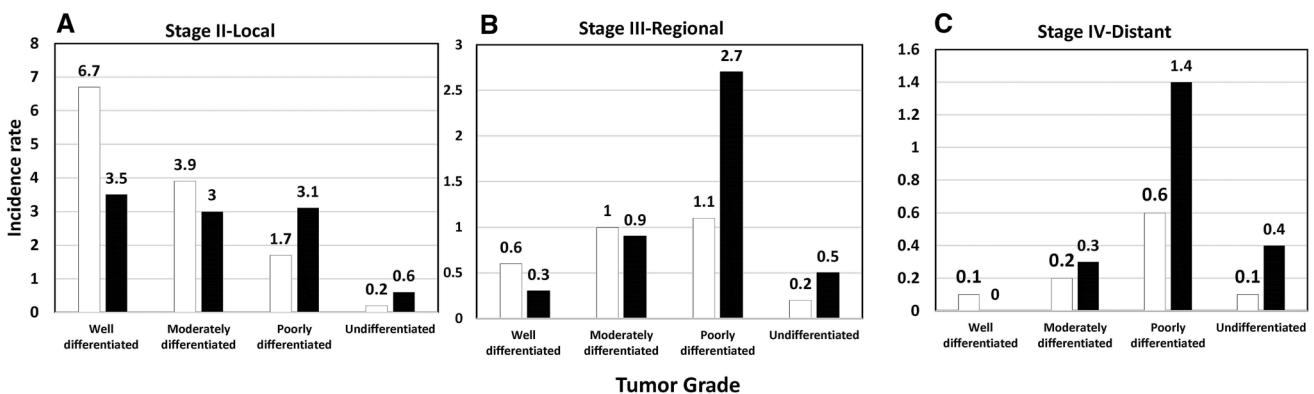 A
Stage II-Local
8
7
6
5
4
3
2
1
0
Incidence rate
6.7
3.5
3.9
3
1.7
3.1
0.2
0.6
Well
differentiated
Moderately
differentiated
Poorly
differentiated
Undifferentiated
B
Stage III-Regional
3
2.5
2
1.5
1
0.5
0
0.6
0.3
1
0.9
1.1
2.7
0.2
0.5
Well
differentiated
Moderately
differentiated
Poorly
differentiated
Undifferentiated
C
Stage IV-Distant
1.6
1.4
1.2
1
0.8
0.6
0.4
0.2
0
0.1
0
0.2
0.3
0.6
1.4
0.1
0.4
Well
differentiated
Moderately
differentiated
Poorly
differentiated
Undifferentiated
Tumor Grade